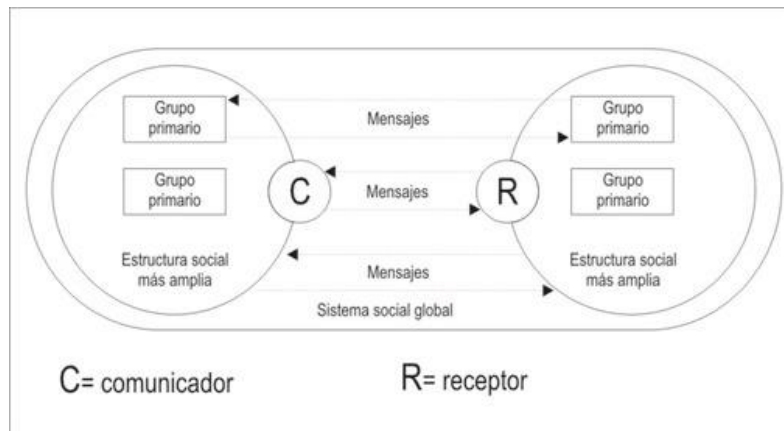 Grupo
primario
Grupo
primario
Mensajes
Grupo
primario
Grupo
primario
C
Mensajes
R
Estructura social
más amplia
Mensajes
Estructura social
más amplia
Sistema social global
C= comunicador
R= receptor